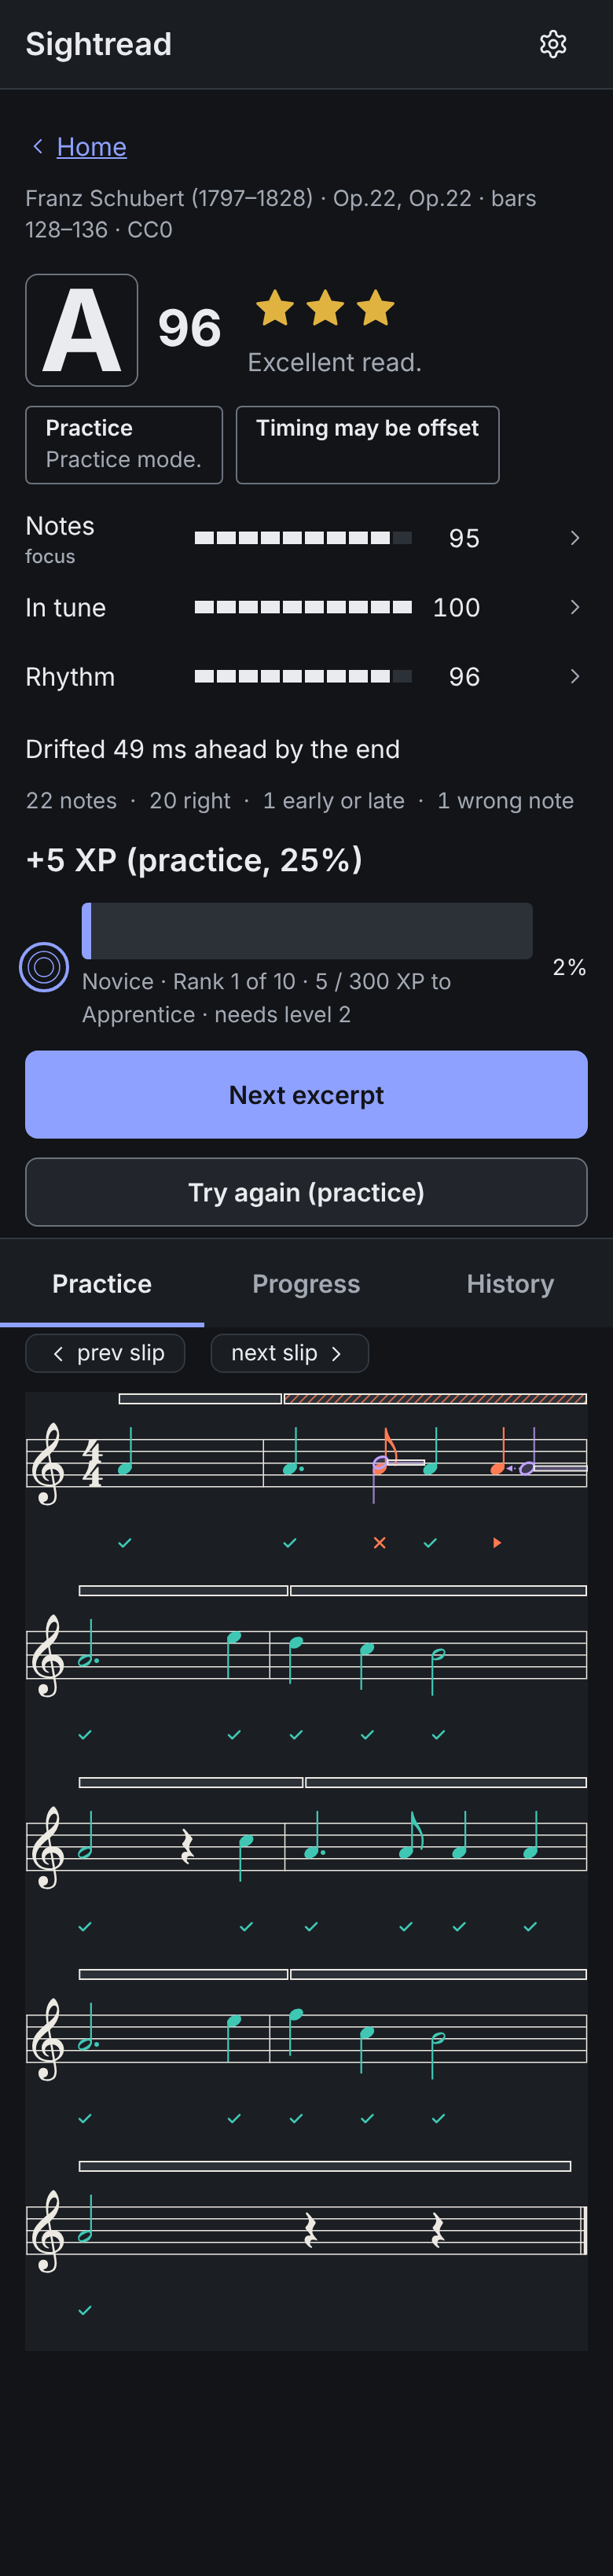 Sightread
Home
Franz Schubert (1797–1828) · Op.22, Op.22 · bars
128–136 · CC0
A 96
Excellent read.
Practice
Practice mode.
Timing may be offset
Notes 95
focus
In tune 100
Rhythm 96
Drifted 49 ms ahead by the end
22 notes · 20 right · 1 early or late · 1 wrong note
+5 XP (practice, 25%)
2%
Novice · Rank 1 of 10 · 5 / 300 XP to
Apprentice · needs level 2
Next excerpt
Try again (practice)
Practice Progress History
prev slip next slip
4
4